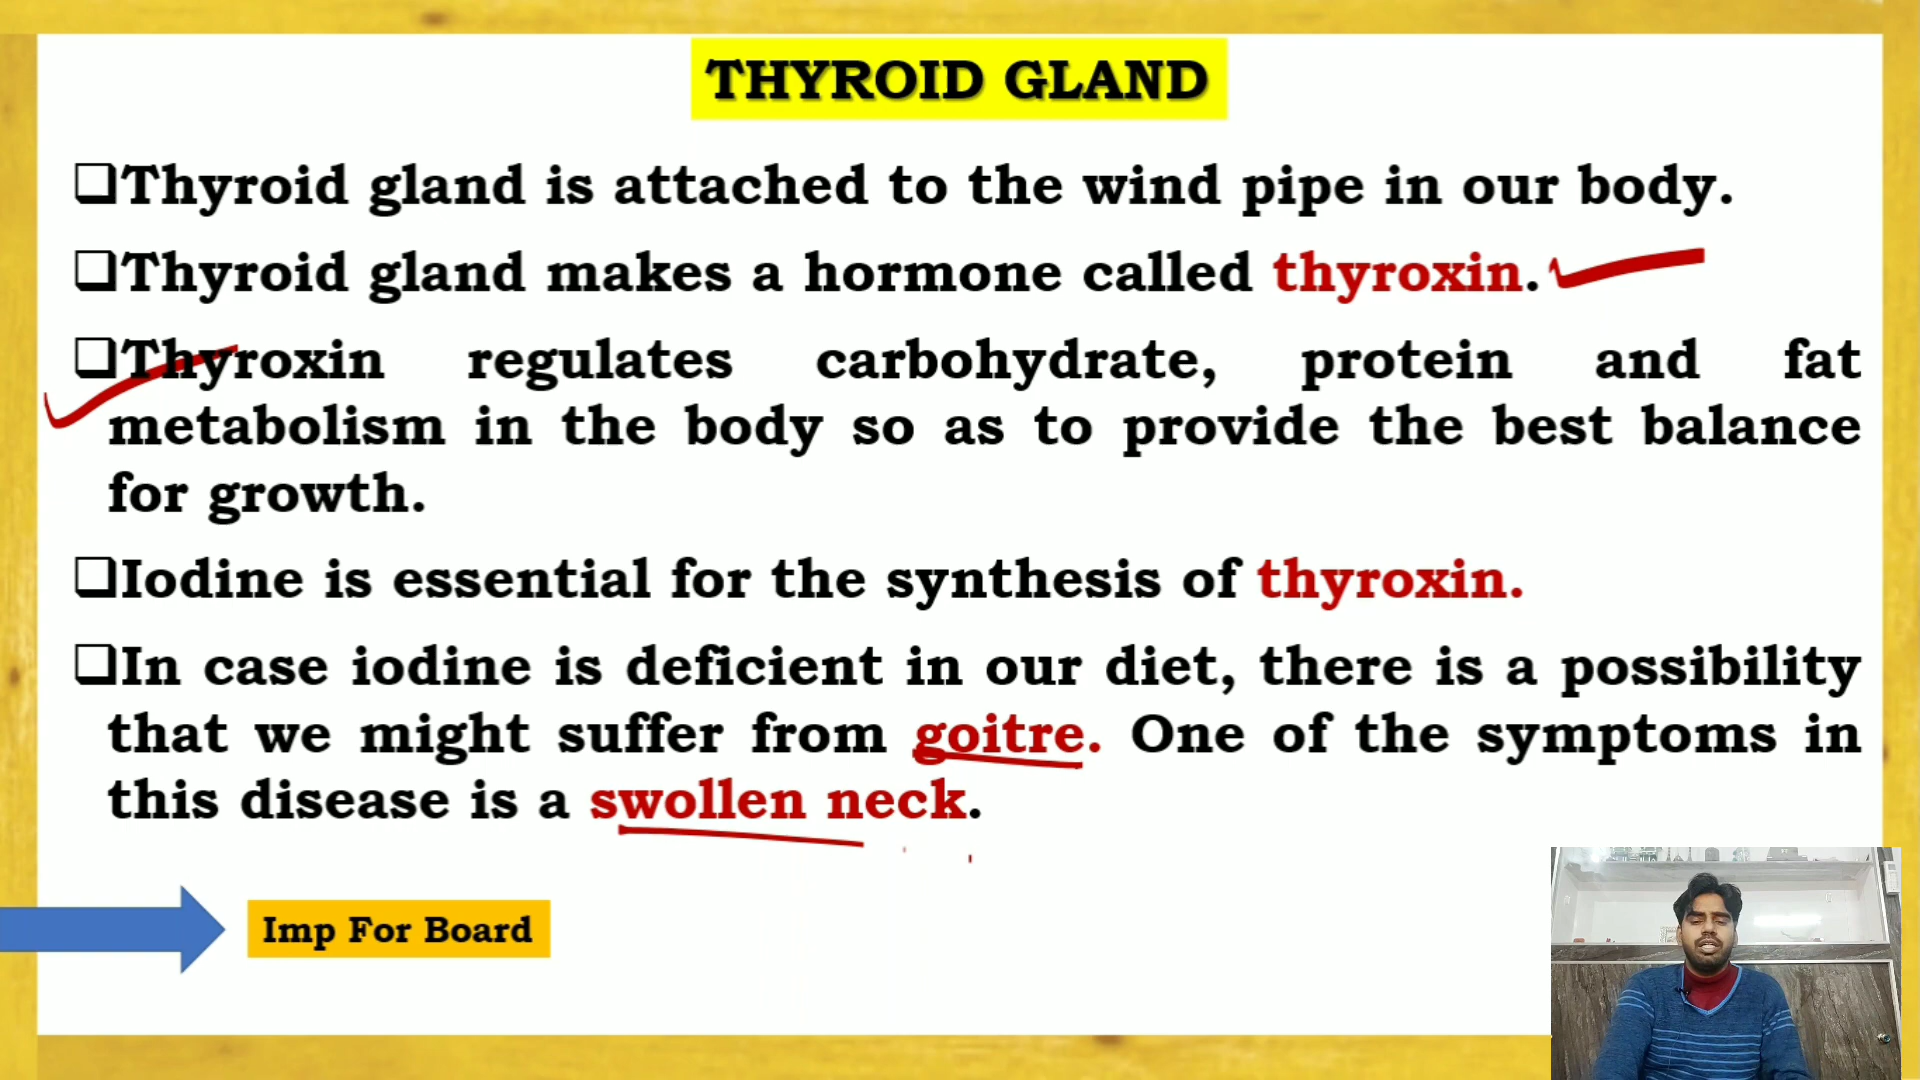 THYROID GLAND
❑Thyroid gland is attached to the wind pipe in our body.
❑Thyroid gland makes a hormone called thyroxin.
❑Thyroxin regulates carbohydrate, protein and fat
metabolism in the body so as to provide the best balance
for growth.
❑Iodine is essential for the synthesis of thyroxin.
❑In case iodine is deficient in our diet, there is a possibility
that we might suffer from goitre. One of the symptoms in
this disease is a swollen neck.
Imp For Board